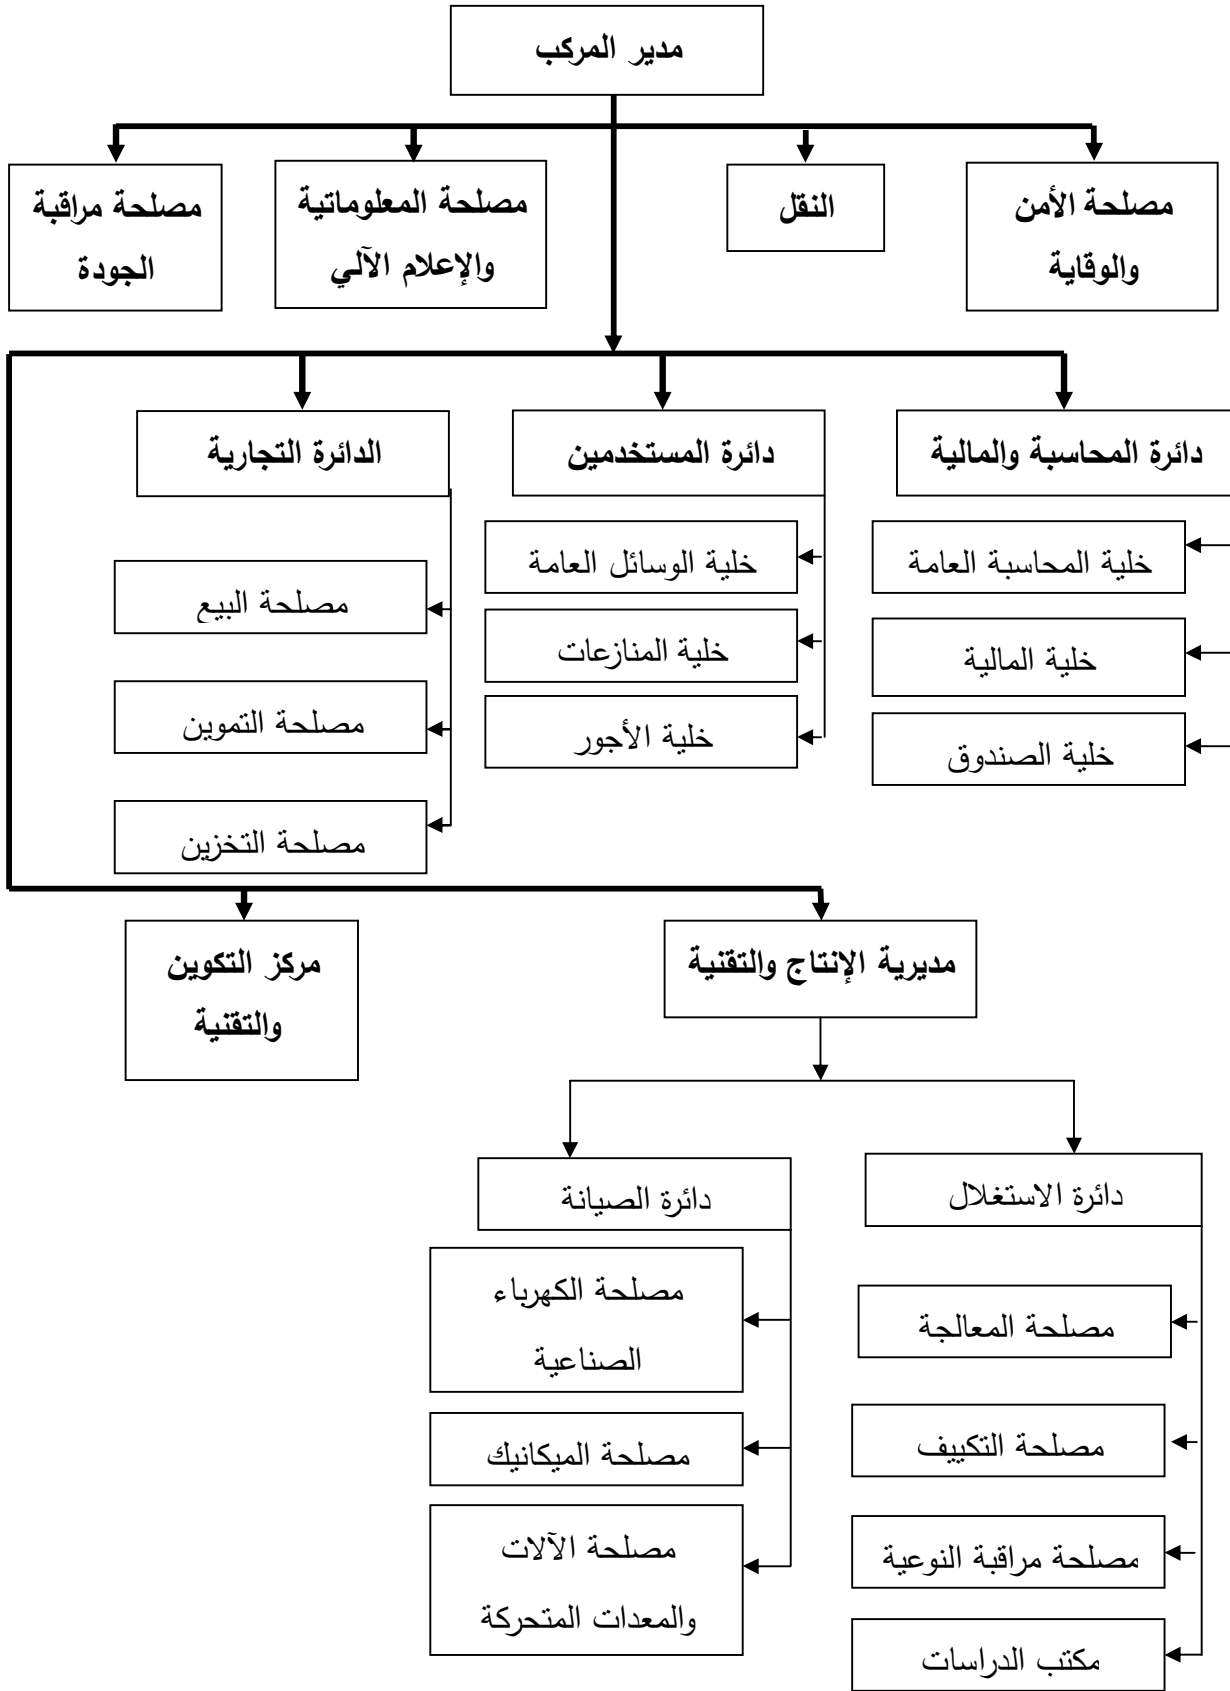 مدير المركب
مصلحة الأمن
والوقاية
النقل
مصلحة المعلوماتية
والإعلام الآلي
مصلحة مراقبة
الجودة
دائرة المحاسبة والمالية
دائرة المستخدمين
الدائرة التجارية
خلية المحاسبة العامة
خلية المالية
خلية الصندوق
خلية الوسائل العامة
خلية المنازعات
خلية الأجور
مصلحة البيع
مصلحة التموين
مصلحة التخزين
مديرية الإنتاج والتقنية
مركز التكوين
والتقنية
دائرة الاستغلال
دائرة الصيانة
مصلحة المعالجة
مصلحة التكييف
مصلحة مراقبة النوعية
مكتب الدراسات
مصلحة الكهرباء
الصناعية
مصلحة الميكانيك
مصلحة الآلات
والمعدات المتحركة